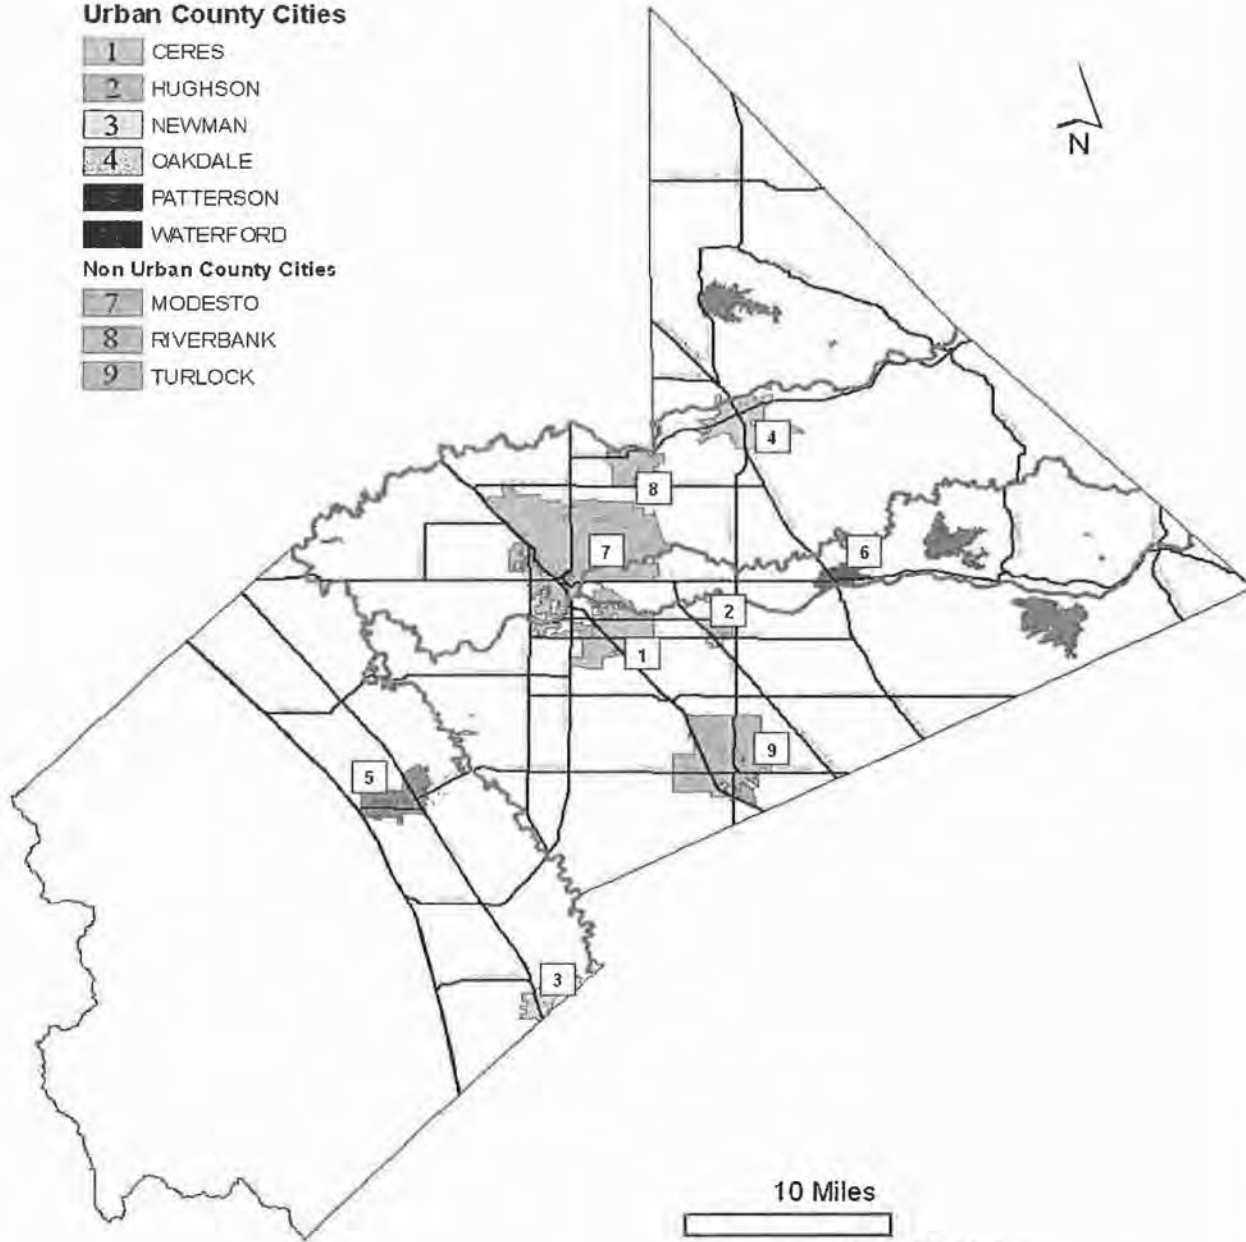 Urban County Cities
1 CERES
2 HUGHSON
3 NEWMAN
4 OAKDALE
PATTERSON
WATERFORD
Non Urban County Cities
7 MODESTO
8 RIVERBANK
9 TURLOCK
N
4
8
7
6
2
1
9
5
3
10 Miles